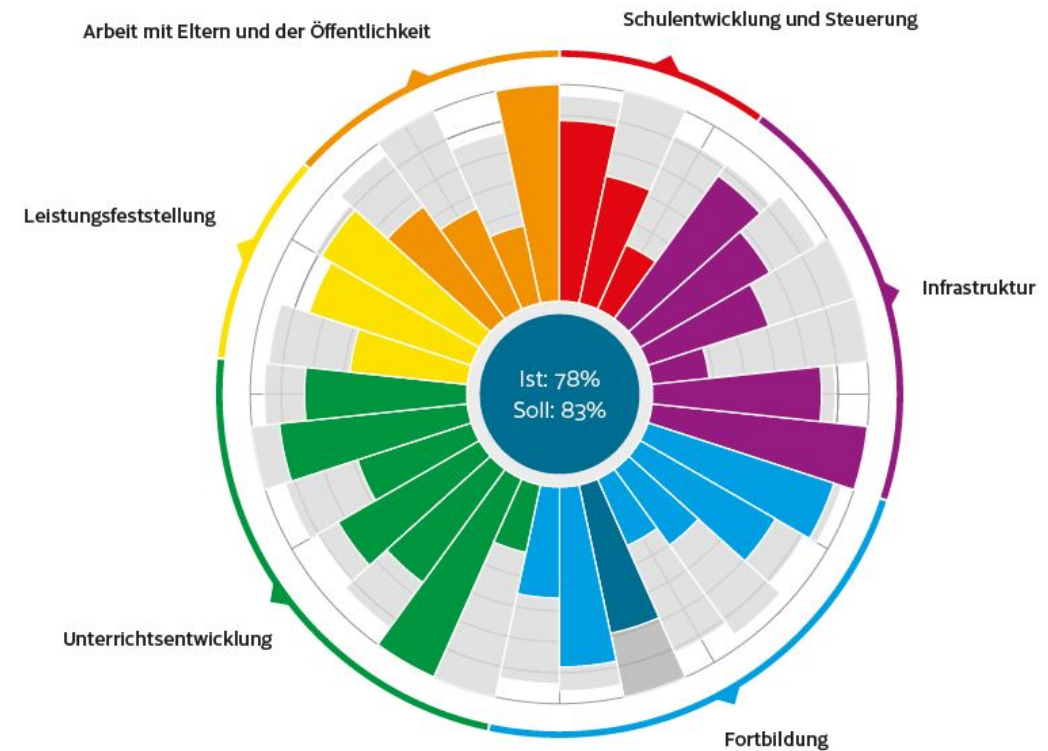 Schulentwicklung und Steuerung
Arbeit mit Eltern und der Öffentlichkeit
Leistungsfeststellung
Infrastruktur
Ist: 78%
Soll: 83%
Unterrichtsentwicklung
Fortbildung